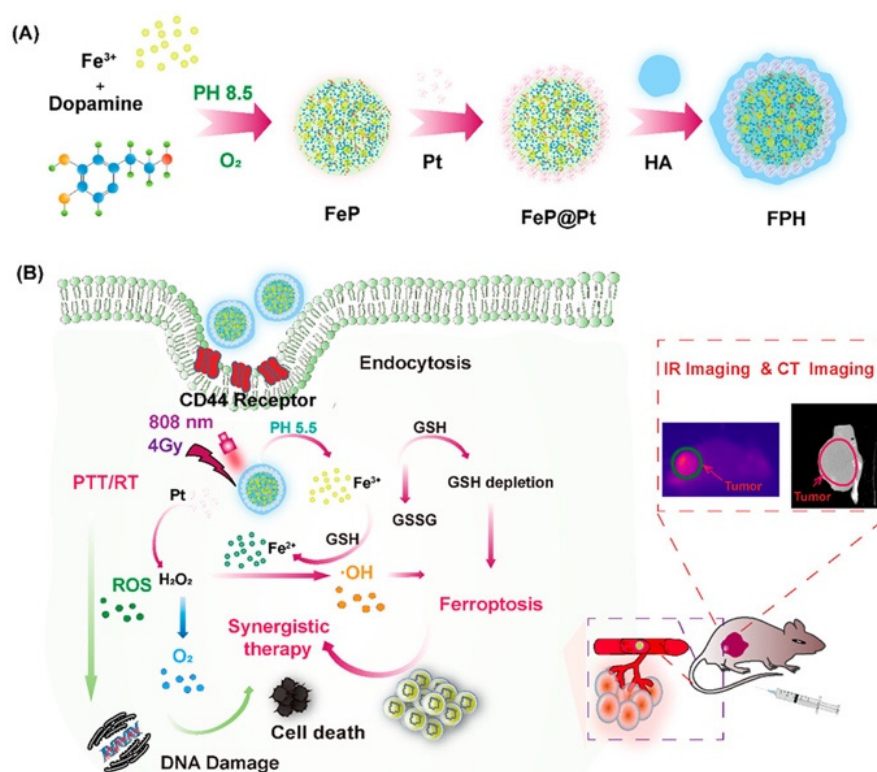 (A)
Fe³⁺
+
Dopamine
PH 8.5
O₂
FeP
Pt
FeP@Pt
HA
FPH
(B)
Endocytosis
CD44 Receptor
808 nm
4Gy
PH 5.5
PTT/RT
Pt
Fe³⁺
GSH
GSH depletion
GSSG
GSH
Fe²⁺
ROS
H₂O₂
·OH
Ferroptosis
O₂
Synergistic
therapy
Cell death
DNA Damage
IR Imaging & CT Imaging
Tumor
Tumor